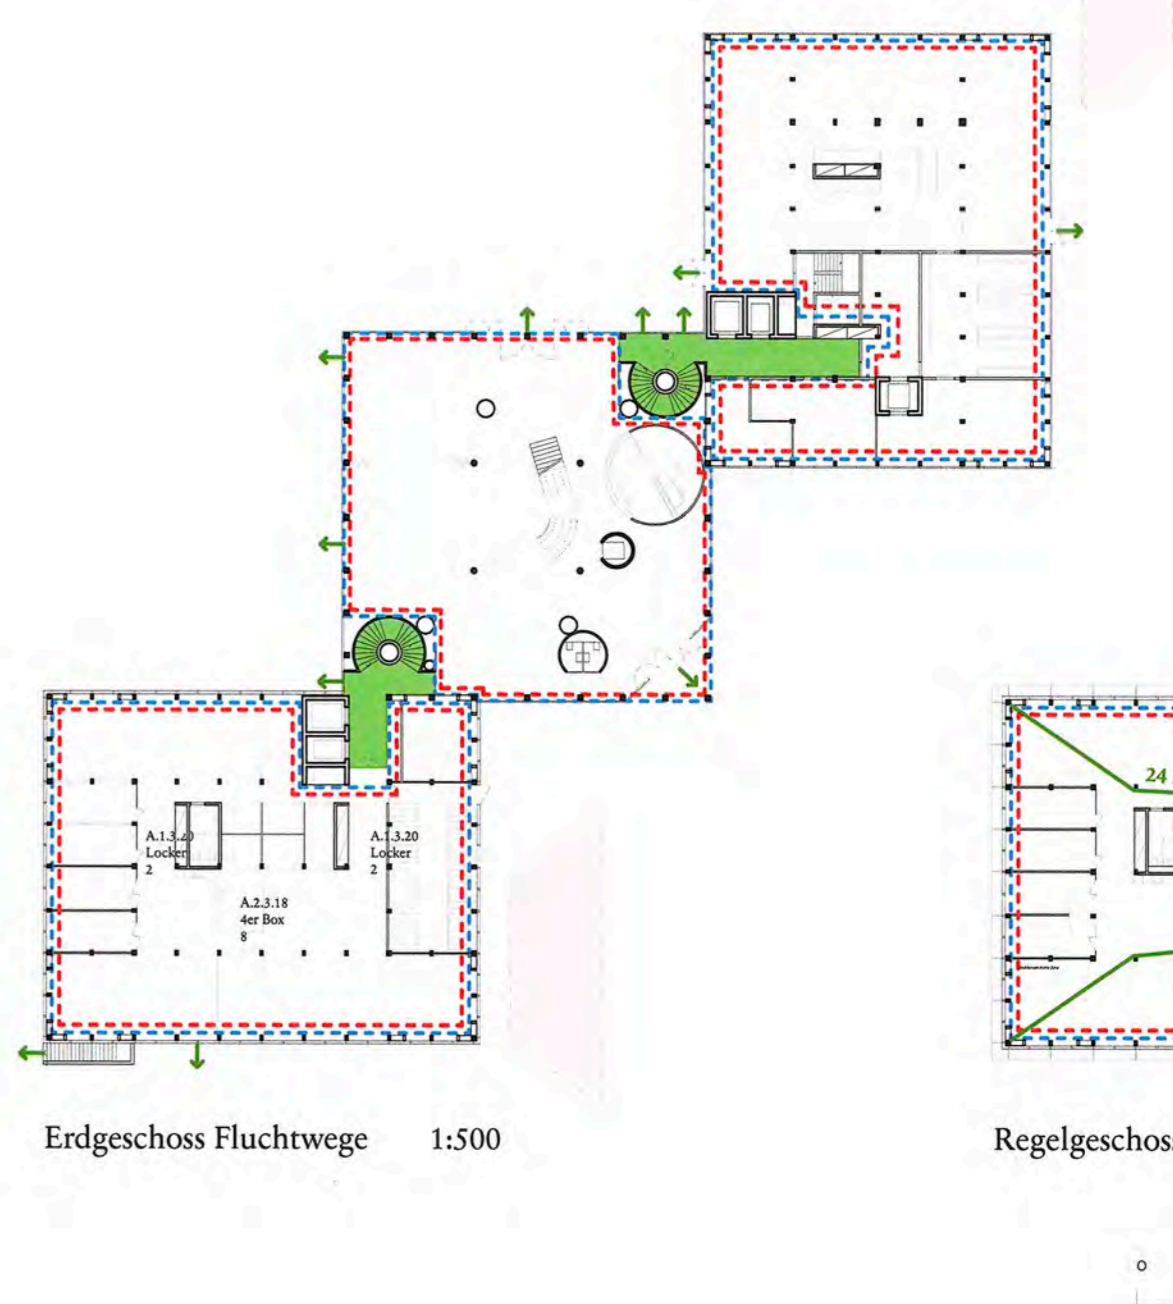 24
A.1.3.20
Locker
2
A.1.3.20
Locker
2
A.2.3.18
4er Box
8
Erdgeschoss Fluchtwege 1:500
Regelgeschoss